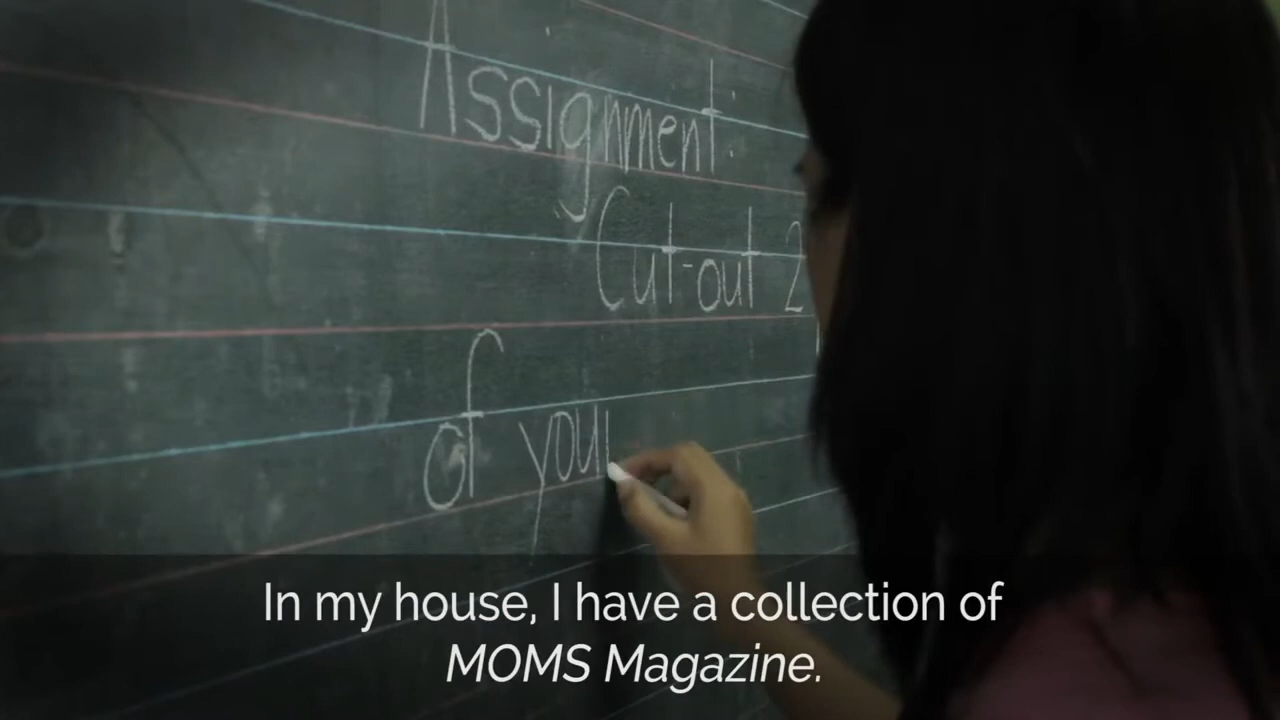 Assignment:
Cut-out 2
of you
In my house, I have a collection of
MOMS Magazine.